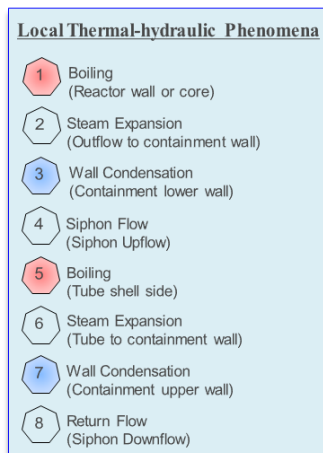 Local Thermal-hydraulic Phenomena
1 Boiling
(Reactor wall or core)
2 Steam Expansion
(Outflow to containment wall)
3 Wall Condensation
(Containment lower wall)
4 Siphon Flow
(Siphon Upflow)
5 Boiling
(Tube shell side)
6 Steam Expansion
(Tube to containment wall)
7 Wall Condensation
(Containment upper wall)
8 Return Flow
(Siphon Downflow)